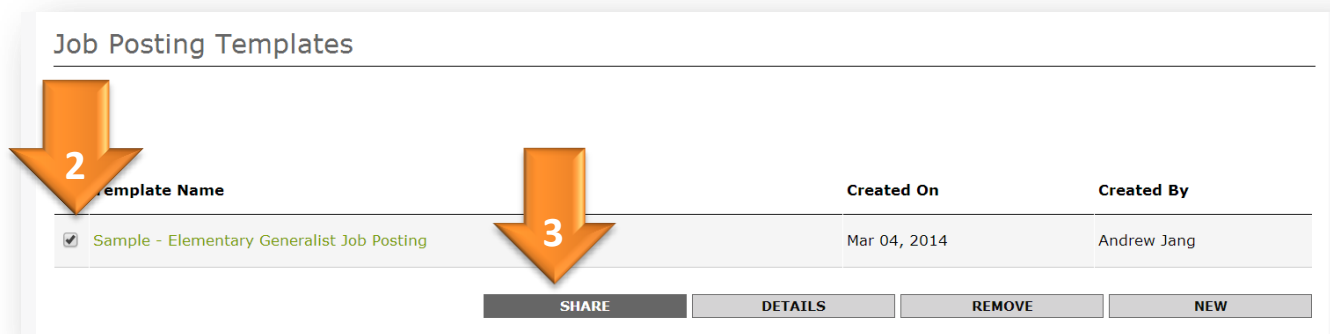 Job Posting Templates
2
emplate Name Created On Created By
Sample - Elementary Generalist Job Posting 3 Mar 04, 2014 Andrew Jang
SHARE DETAILS REMOVE NEW